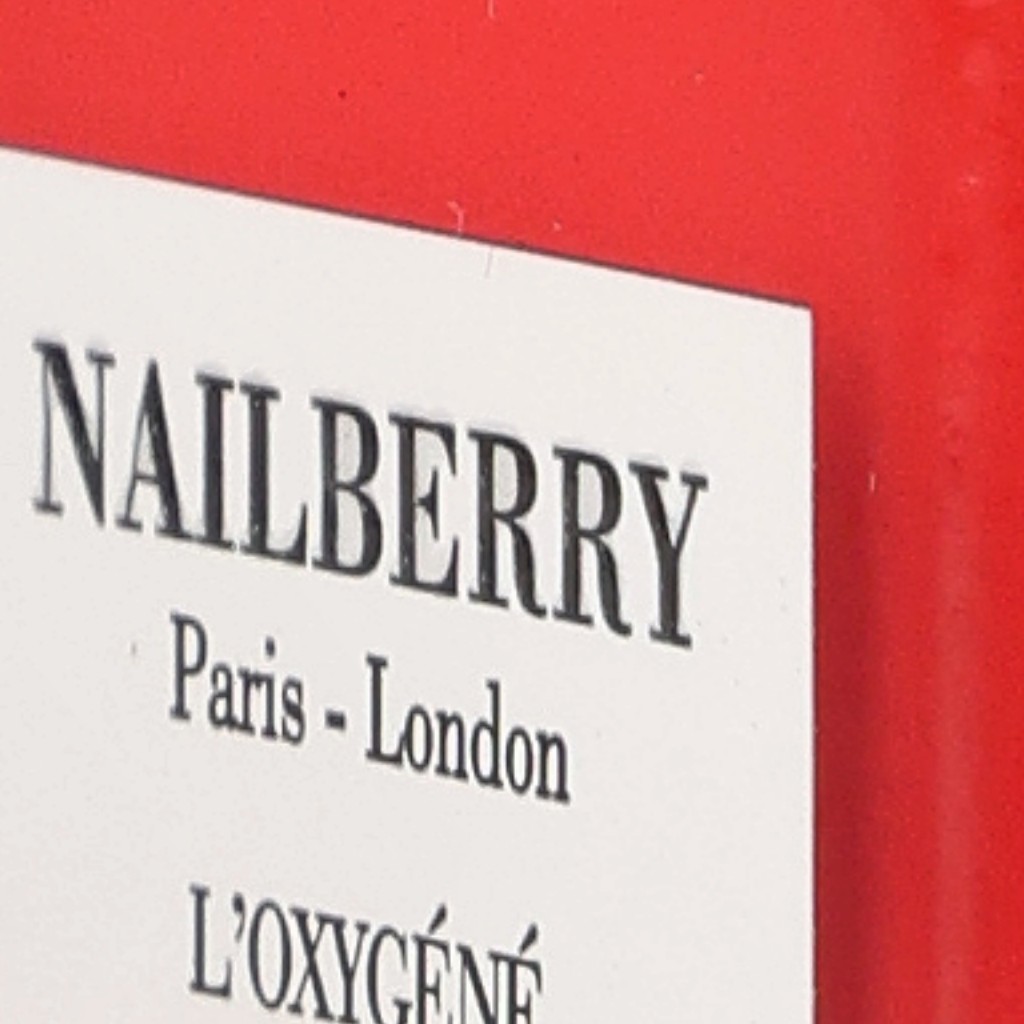 NAILBERRY
Paris - London
L'OXYGÉNÉ